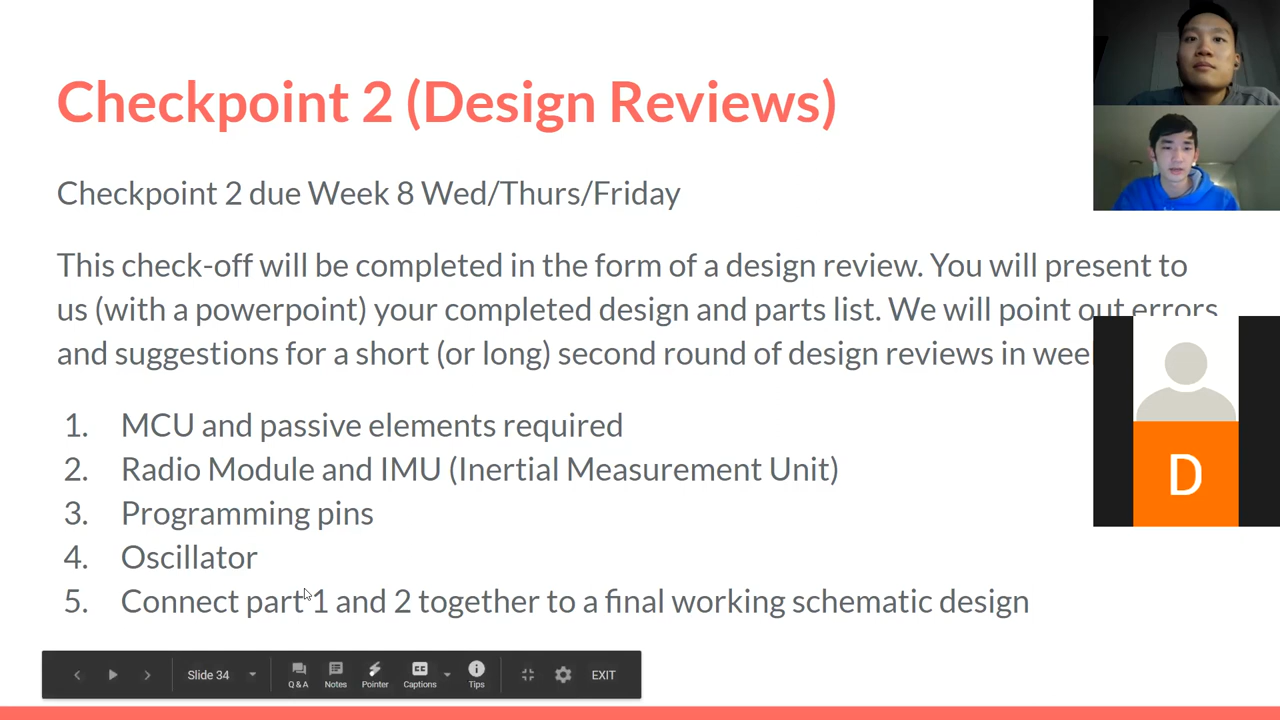 Checkpoint 2 (Design Reviews)
Checkpoint 2 due Week 8 Wed/Thurs/Friday
This check-off will be completed in the form of a design review. You will present to
us (with a powerpoint) your completed design and parts list. We will point out errors
and suggestions for a short (or long) second round of design reviews in
1. MCU and passive elements required
2. Radio Module and IMU (Inertial Measurement Unit)
3. Programming pins
4. Oscillator
5. Connect part 1 and 2 together to a final working schematic design
D
Slide 34
Q & A Notes Pointer Captions Tips EXIT